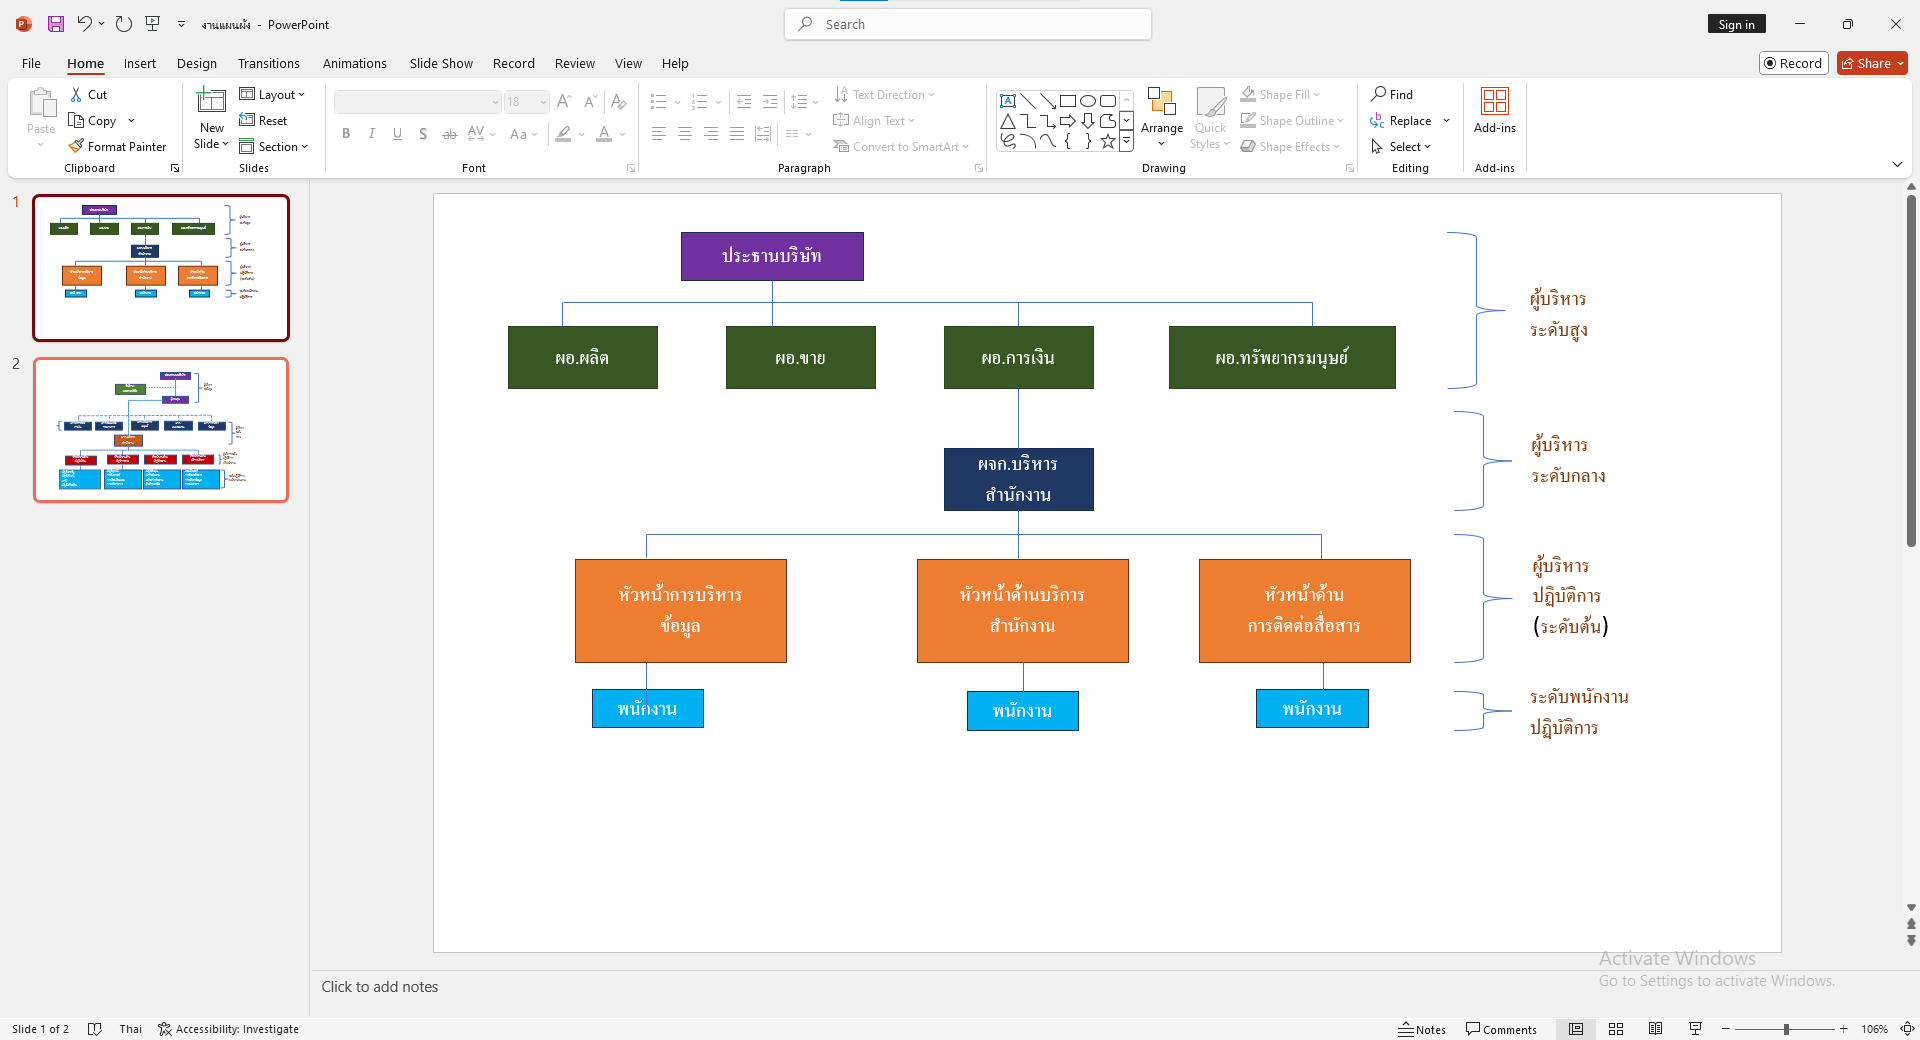 งานแผนผัง - PowerPoint
Search
Sign in
File Home Insert Design Transitions Animations Slide Show Record Review View Help
Record Share
Paste
Cut
Copy
Format Painter
Clipboard
New
Slide
Layout
Reset
Section
Slides
18
B I U S ab AV Aa A
Font
Text Direction
Align Text
Convert to SmartArt
Paragraph
Arrange
Quick
Styles
Shape Fill
Shape Outline
Shape Effects
Drawing
Find
Replace
Select
Editing
Add-ins
Add-ins
1
2
ประธานบริษัท
ผอ.ผลิต
ผอ.ขาย
ผอ.การเงิน
ผอ.ทรัพยากรมนุษย์
ผู้บริหาร
ระดับสูง
ผจก.บริหาร
สำนักงาน
ผู้บริหาร
ระดับกลาง
หัวหน้าการบริหาร
ข้อมูล
หัวหน้าด้านบริการ
สำนักงาน
หัวหน้าด้าน
การติดต่อสื่อสาร
ผู้บริหาร
ปฏิบัติการ
(ระดับต้น)
พนักงาน
พนักงาน
พนักงาน
ระดับพนักงาน
ปฏิบัติการ
Activate Windows
Go to Settings to activate Windows.
Click to add notes
Slide 1 of 2 Thai Accessibility: Investigate
Notes Comments 106%